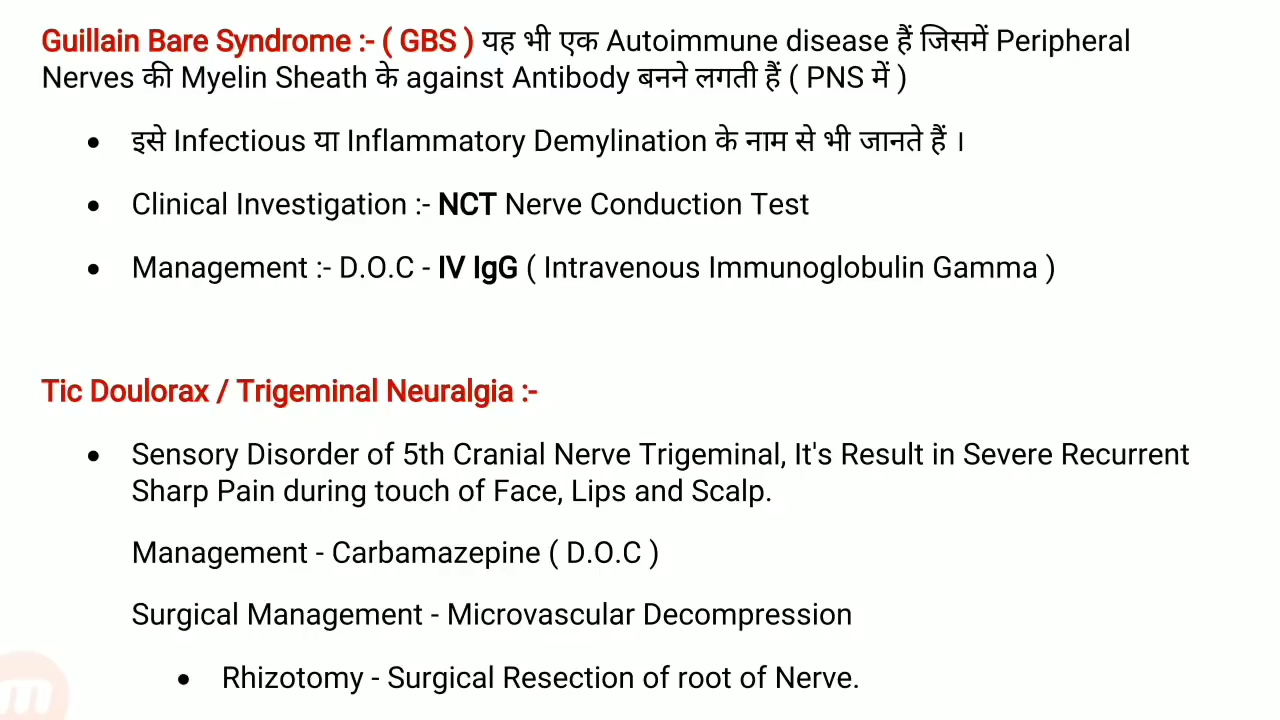 Guillain Bare Syndrome :- ( GBS ) यह भी एक Autoimmune disease हैं जिसमें Peripheral
Nerves की Myelin Sheath के against Antibody बनने लगती हैं ( PNS में )
• इसे Infectious या Inflammatory Demylination के नाम से भी जानते हैं ।
• Clinical Investigation :- NCT Nerve Conduction Test
• Management :- D.O.C - IV IgG ( Intravenous Immunoglobulin Gamma )
Tic Doulorax / Trigeminal Neuralgia :-
• Sensory Disorder of 5th Cranial Nerve Trigeminal, It's Result in Severe Recurrent
Sharp Pain during touch of Face, Lips and Scalp.
Management - Carbamazepine ( D.O.C )
Surgical Management - Microvascular Decompression
• Rhizotomy - Surgical Resection of root of Nerve.